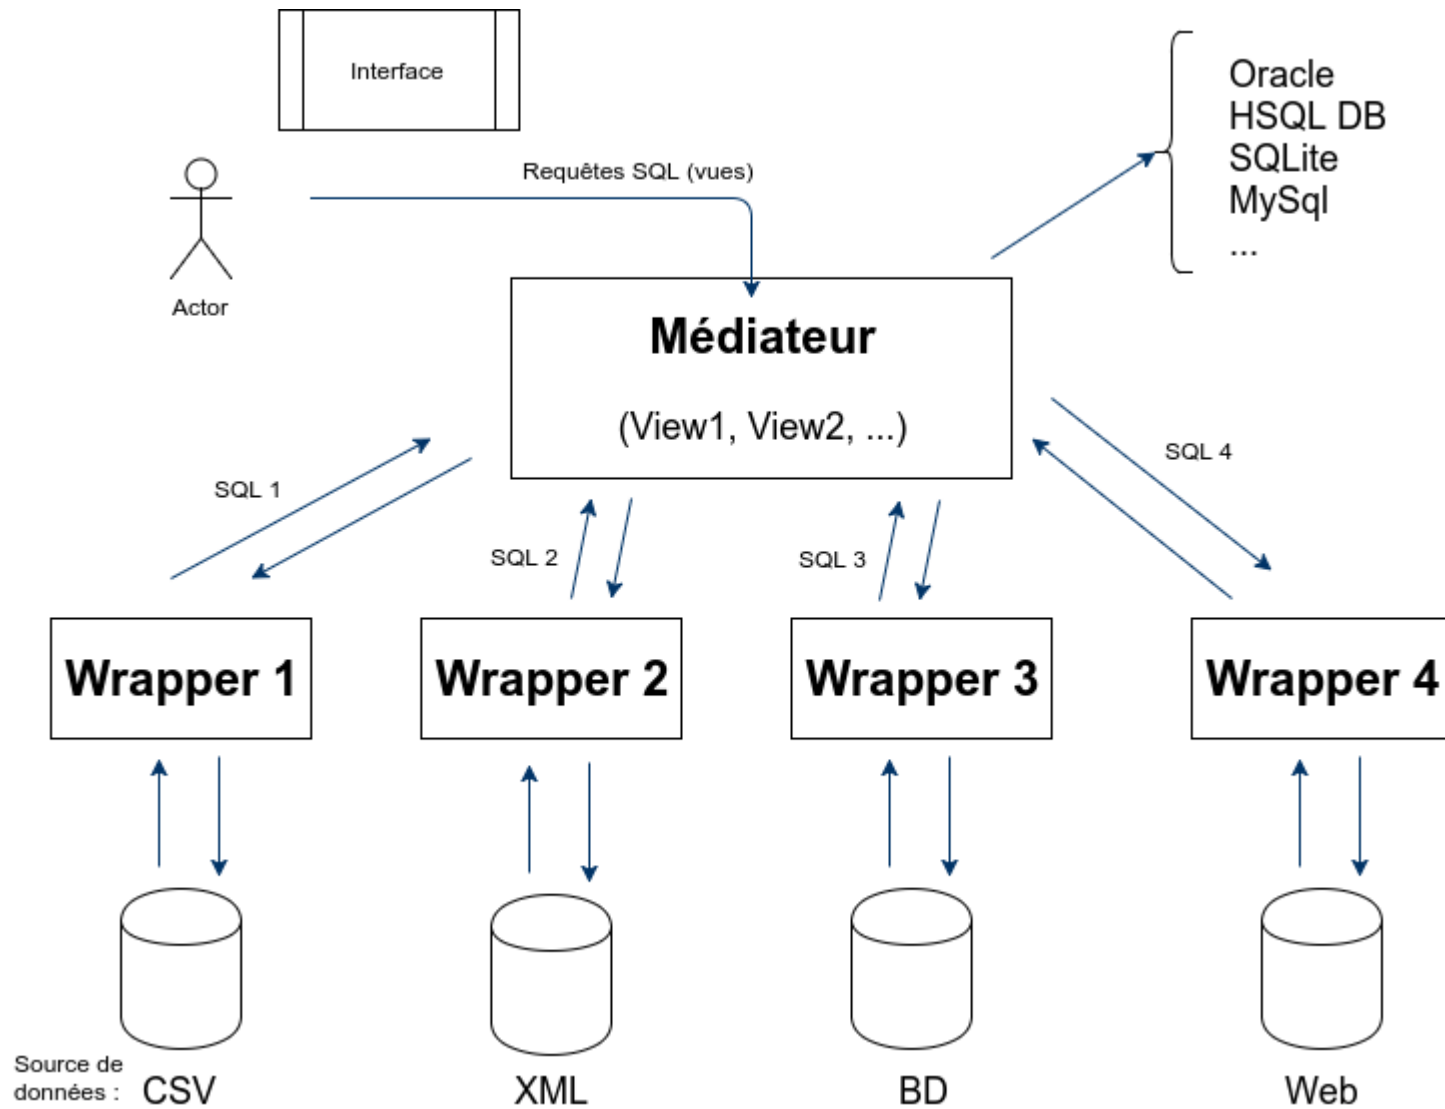 Interface
Oracle
HSQL DB
SQLite
MySql
...
Requêtes SQL (vues)
Actor
Médiateur
(View1, View2, ...)
SQL 1
SQL 2
SQL 3
SQL 4
Wrapper 1
Wrapper 2
Wrapper 3
Wrapper 4
Source de
données :
CSV
XML
BD
Web